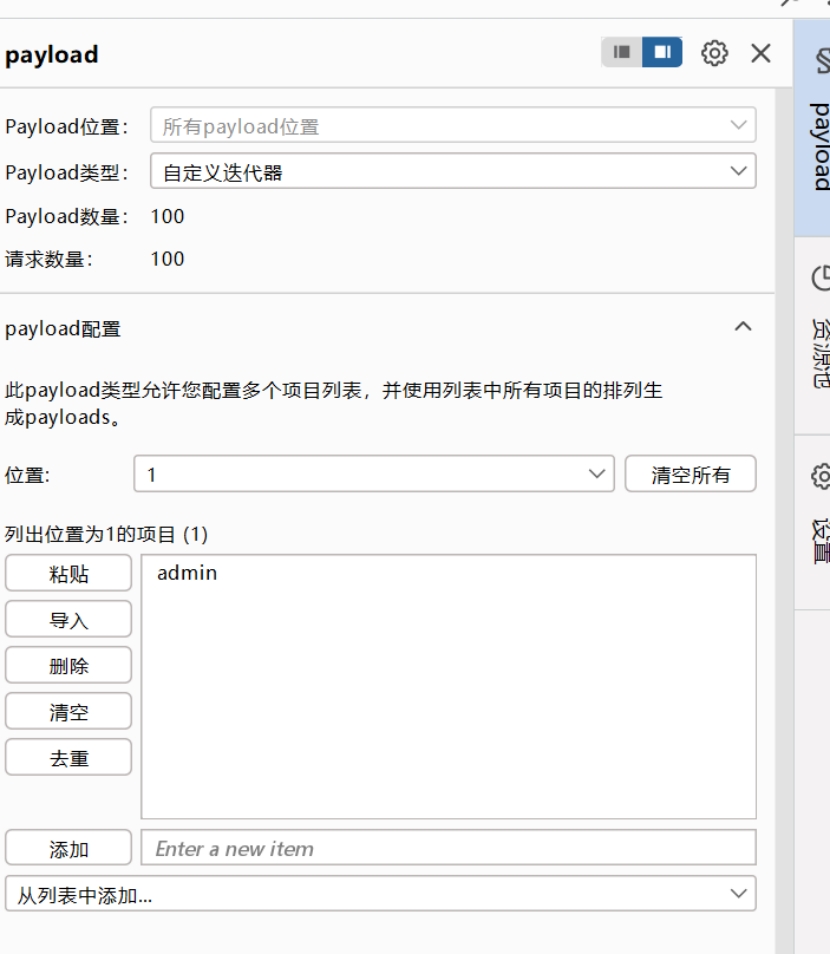 payload
Payload位置： 所有payload位置
Payload类型： 自定义迭代器
Payload数量： 100
请求数量： 100
payload配置
此payload类型允许您配置多个项目列表，并使用列表中所有项目的排列生
成payloads。
位置: 1 清空所有
列出位置为1的项目 (1)
粘贴 admin
导入
删除
清空
去重
添加 Enter a new item
从列表中添加...
payload
资源池
设置